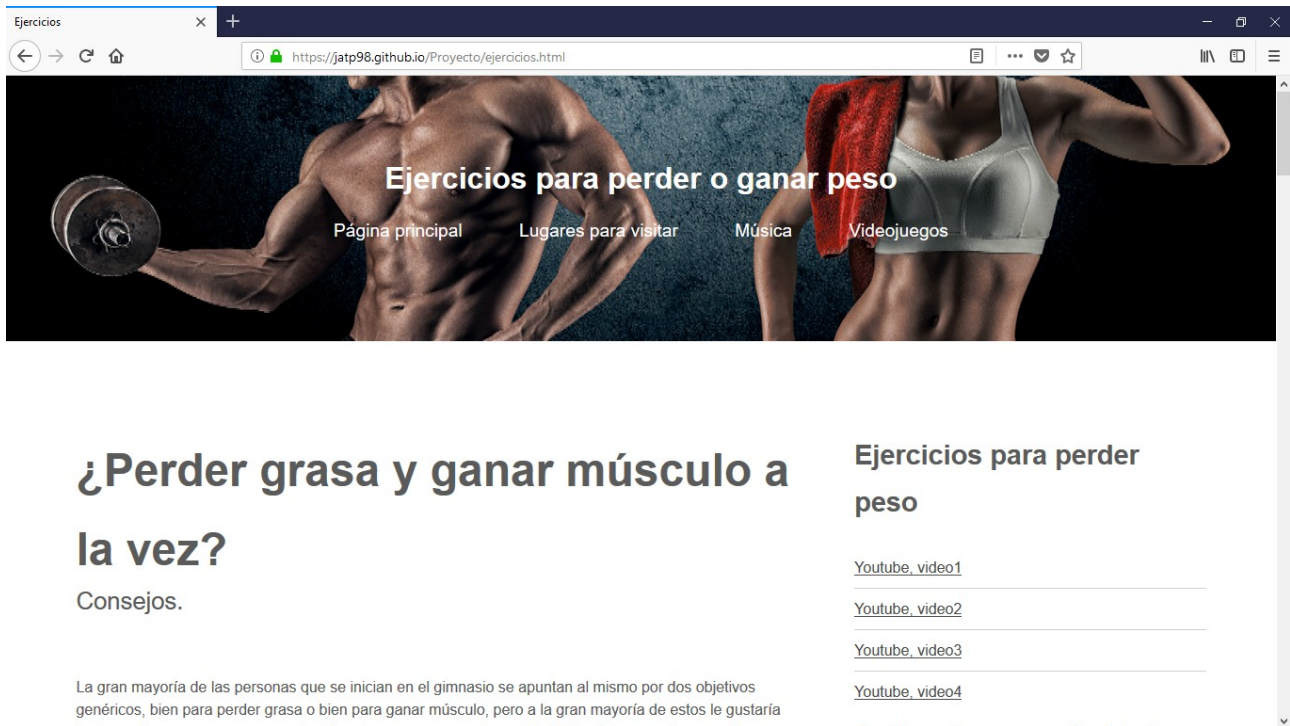 Ejercicios
https://jatp98.github.io/Proyecto/ejercicios.html
Ejercicios para perder o ganar peso
Página principal Lugares para visitar Música Videojuegos
¿Perder grasa y ganar músculo a
la vez?
Consejos.
La gran mayoría de las personas que se inician en el gimnasio se apuntan al mismo por dos objetivos
genéricos, bien para perder grasa o bien para ganar músculo, pero a la gran mayoría de estos le gustaría
Ejercicios para perder
peso
Youtube, video1
Youtube, video2
Youtube, video3
Youtube, video4